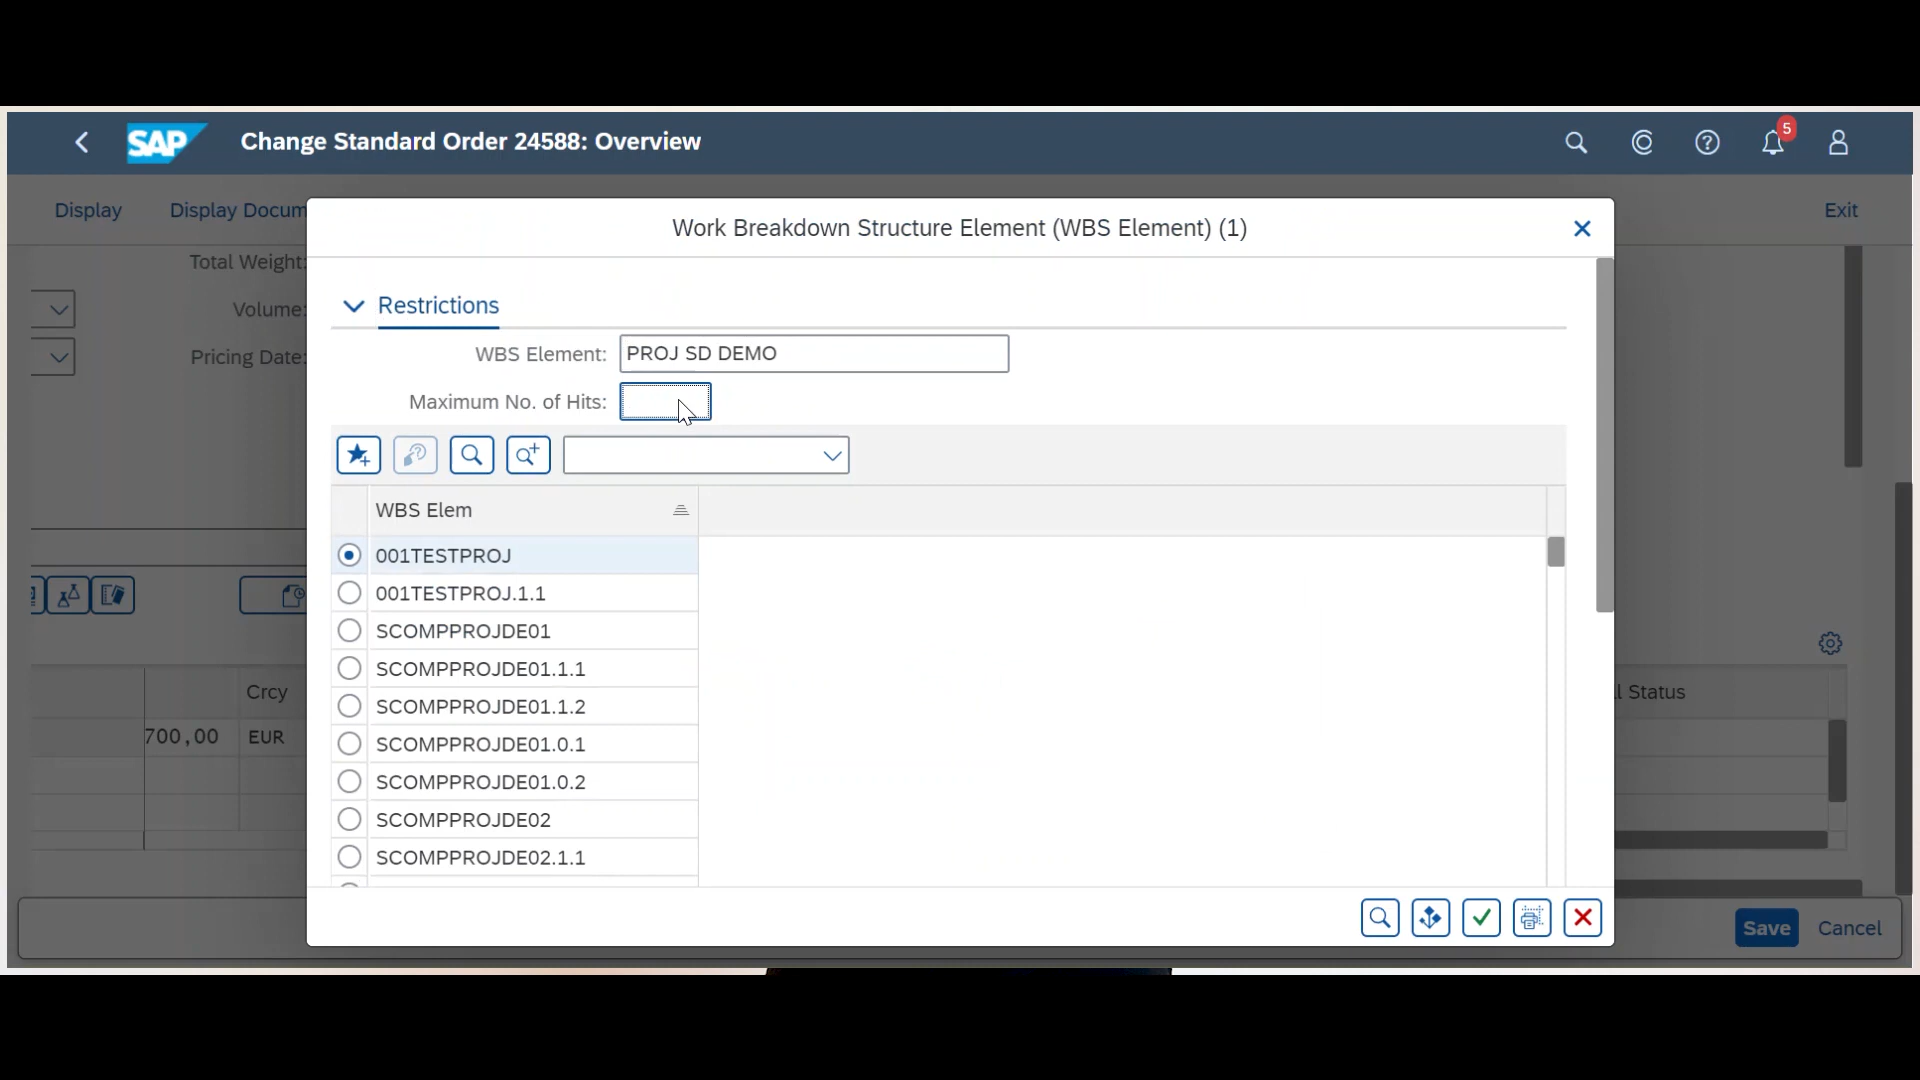 SAP
Change Standard Order 24588: Overview
5
Display
Display Docum
Exit
Work Breakdown Structure Element (WBS Element) (1)
Total Weight:
Volume:
Pricing Date:
Restrictions
WBS Element: PROJ SD DEMO
Maximum No. of Hits:
WBS Elem
001TESTPROJ
001TESTPROJ.1.1
SCOMPPROJDE01
SCOMPPROJDE01.1.1
SCOMPPROJDE01.1.2
SCOMPPROJDE01.0.1
SCOMPPROJDE01.0.2
SCOMPPROJDE02
SCOMPPROJDE02.1.1
Crcy
l Status
700,00 EUR
Save Cancel